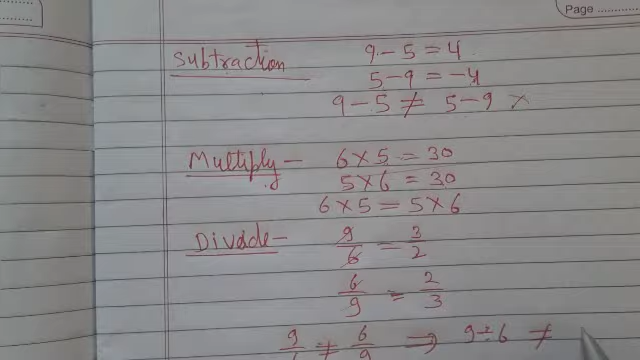 Page
Subtraction 9 - 5 = 4
5 - 9 = -4
9 - 5 ≠ 5 - 9 ×
Multiply - 6 × 5 = 30
5 × 6 = 30
6 × 5 = 5 × 6
Divide - 9/6 = 3/2
6/9 = 2/3
9/6 ≠ 6/9 ⇒ 9 ÷ 6 ≠